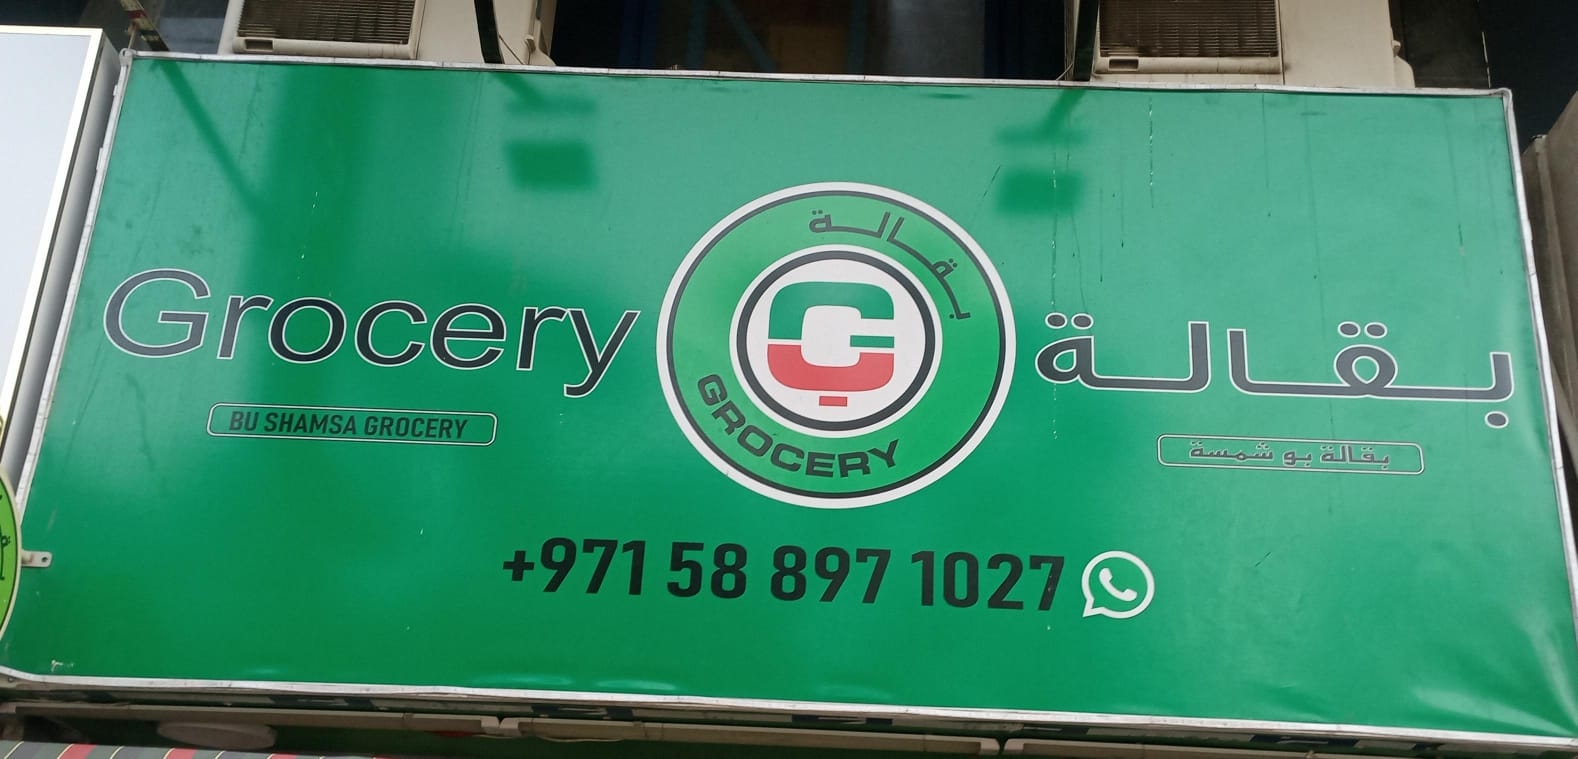 Grocery
بقالة
GROCERY
بقالة
BU SHAMSA GROCERY
بقالة بو شمسة
+971 58 897 1027